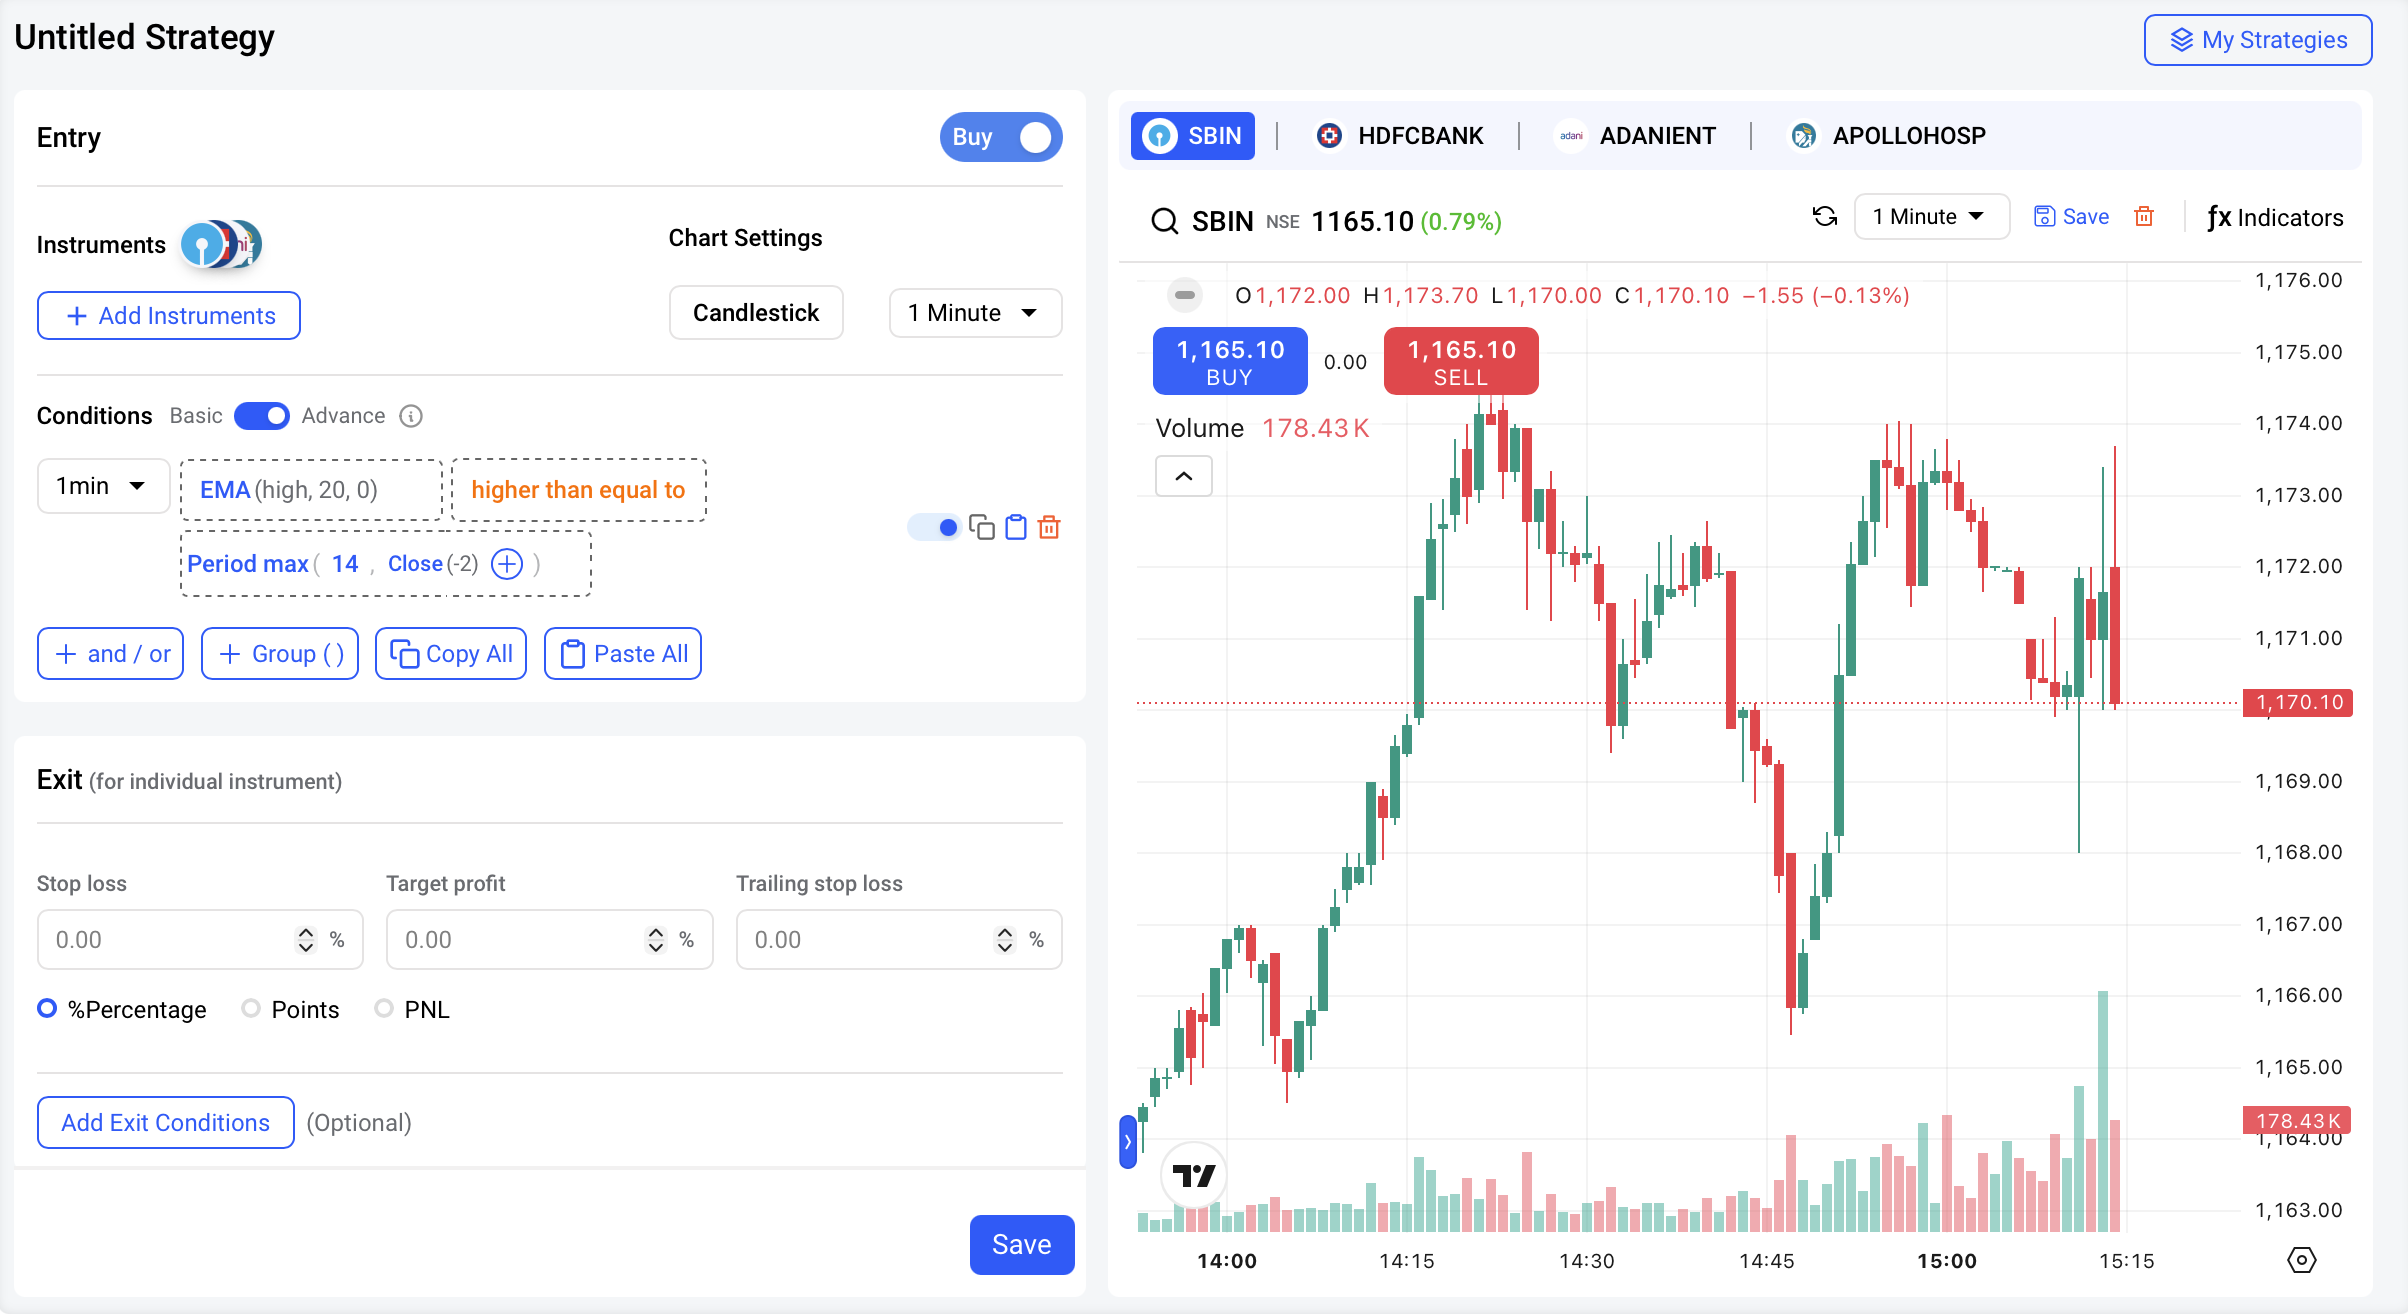 Untitled Strategy
My Strategies
Entry
Buy
Instruments
Chart Settings
+ Add Instruments
Candlestick
1 Minute
Conditions Basic Advance
1min
EMA (high, 20, 0)
higher than equal to
Period max ( 14 , Close (-2) )
+ and / or
+ Group ( )
Copy All
Paste All
Exit (for individual instrument)
Stop loss
Target profit
Trailing stop loss
0.00 %
0.00 %
0.00 %
%Percentage
Points
PNL
Add Exit Conditions (Optional)
Save
SBIN | HDFCBANK | adani ADANIENT | APOLLOHOSP
SBIN NSE 1165.10 (0.79%)
1 Minute
Save
fx Indicators
O 1,172.00 H 1,173.70 L 1,170.00 C 1,170.10 −1.55 (−0.13%)
1,165.10
BUY
0.00
1,165.10
SELL
Volume 178.43 K
1,176.00
1,175.00
1,174.00
1,173.00
1,172.00
1,171.00
1,170.10
1,169.00
1,168.00
1,167.00
1,166.00
1,165.00
178.43 K
1,164.00
1,163.00
14:00 14:15 14:30 14:45 15:00 15:15